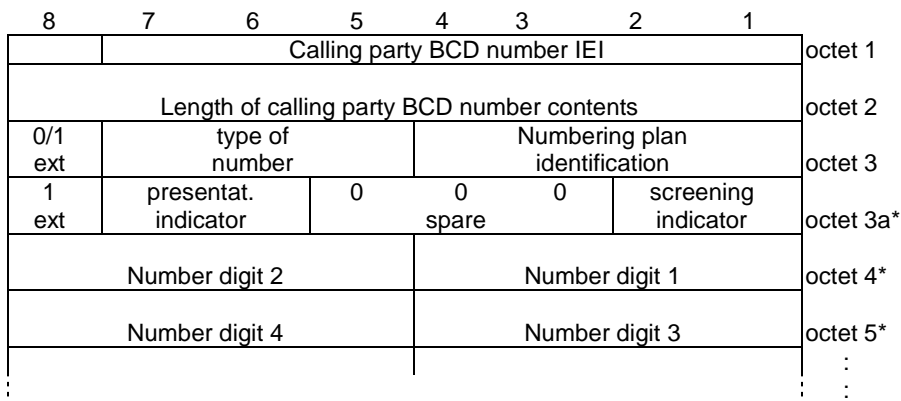 8 7 6 5 4 3 2 1
Calling party BCD number IEI octet 1
Length of calling party BCD number contents octet 2
0/1 type of Numbering plan
ext number identification octet 3
1 presentat. 0 0 0 screening
ext indicator spare indicator octet 3a*
Number digit 2 Number digit 1 octet 4*
Number digit 4 Number digit 3 octet 5*
:
: